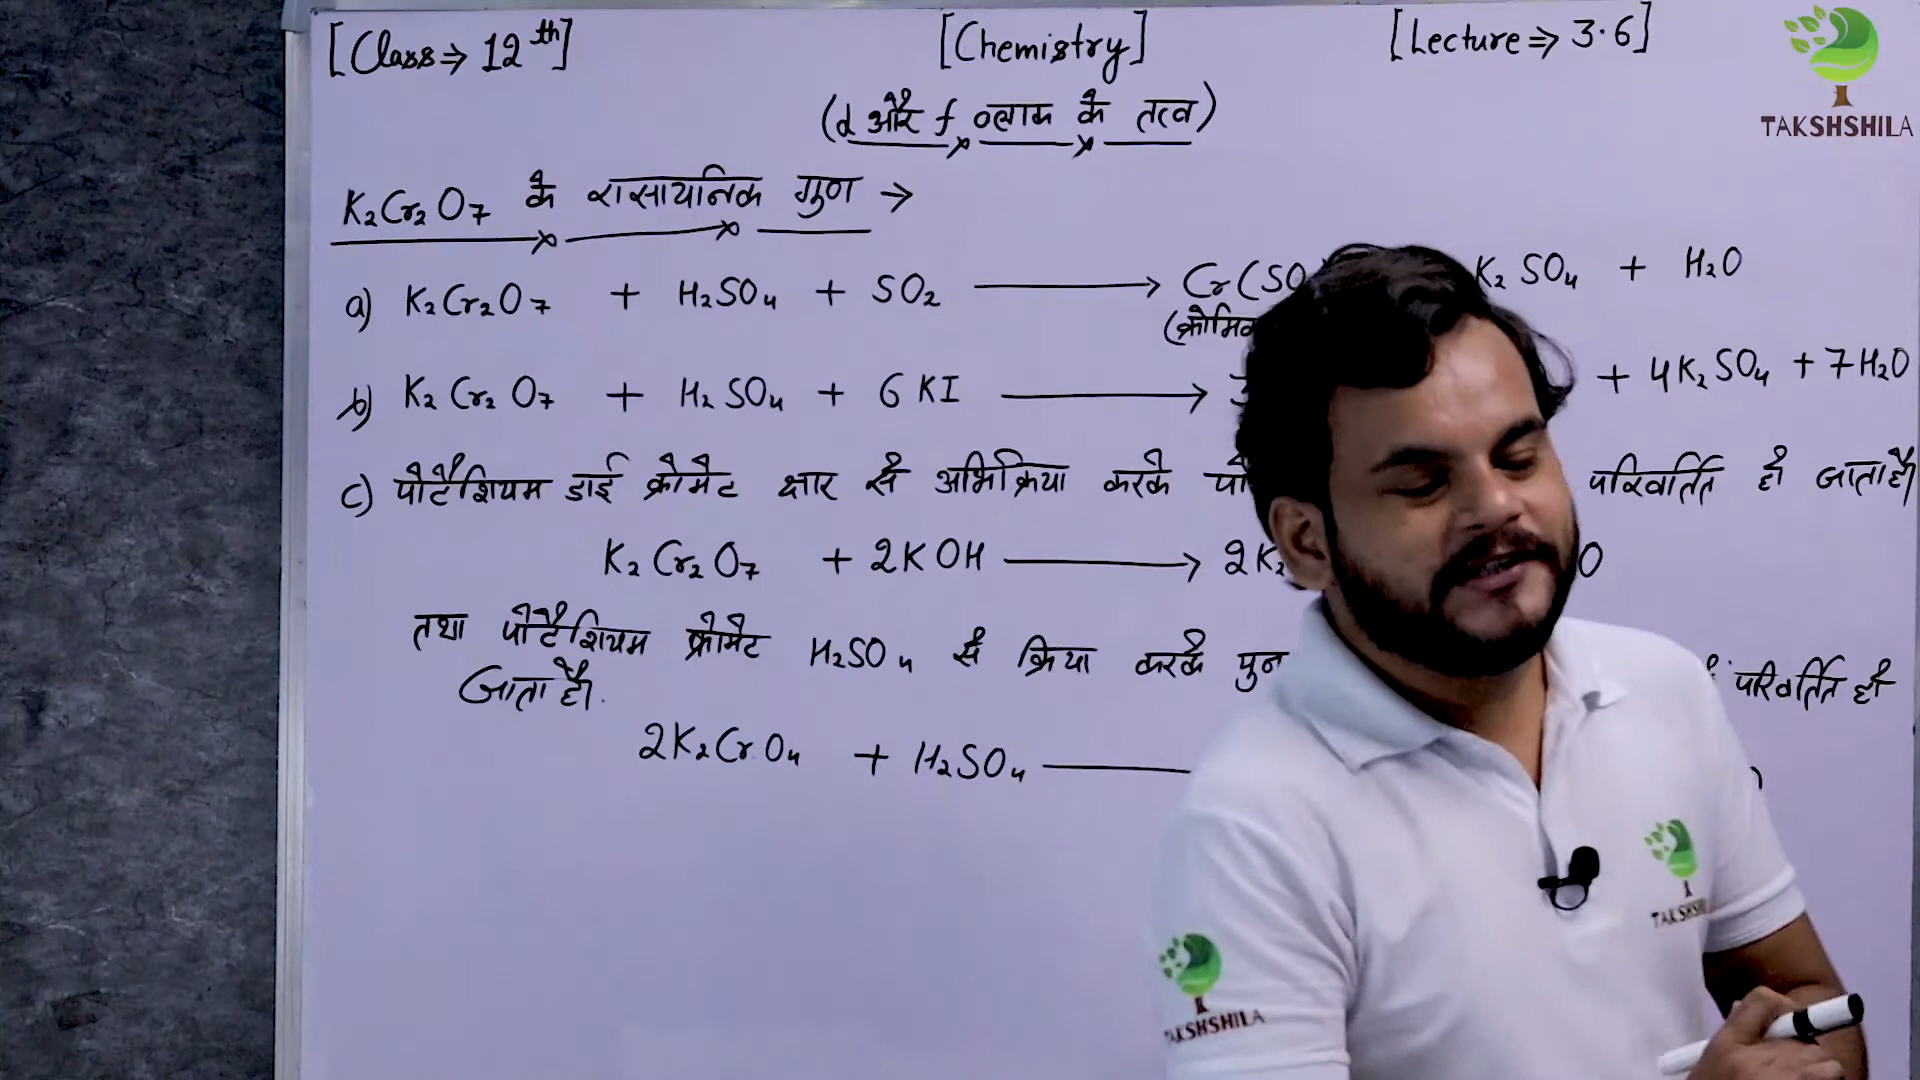 [Class ⇒ 12th] [Chemistry] [Lecture ⇒ 3.6]
TAKSHSHILA
(d और f ब्लाक के तत्व)
K₂Cr₂O₇ के रासायनिक गुण →
a) K₂Cr₂O₇ + H₂SO₄ + SO₂ ⟶ Cr(SO K₂SO₄ + H₂O
b) K₂Cr₂O₇ + H₂SO₄ + 6KI ⟶ + 4K₂SO₄ + 7H₂O
c) पोटैशियम डाई क्रोमेट क्षार से अभिक्रिया करके परिवर्तित हो जाता है।
K₂Cr₂O₇ + 2KOH ⟶ 2K₂ O
तथा पोटैशियम क्रोमेट H₂SO₄ से क्रिया करके परिवर्तित हो
जाता है।
2K₂CrO₄ + H₂SO₄
TAKSHSHILA